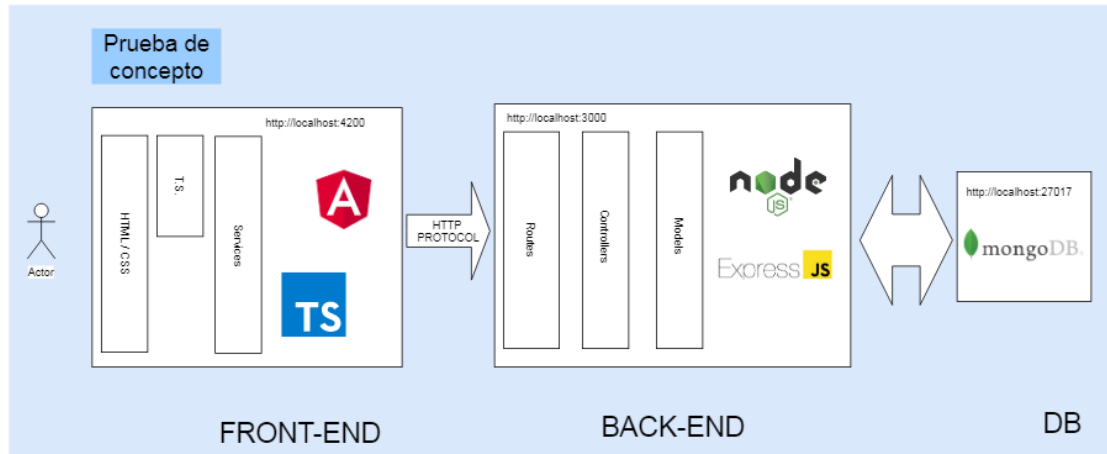 Prueba de
concepto
http://localhost:4200
HTML / CSS
T.S.
Services
TS
Actor
HTTP
PROTOCOL
http://localhost:3000
Routes
Controllers
Models
node
JS
Express JS
http://localhost:27017
mongoDB.
FRONT-END
BACK-END
DB